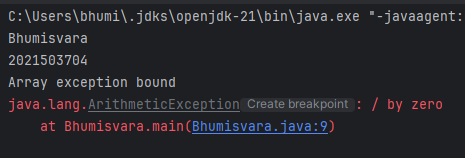 C:\Users\bhumi\.jdks\openjdk-21\bin\java.exe "-javaagent:
Bhumisvara
2021503704
Array exception bound
java.lang.ArithmeticException Create breakpoint : / by zero
at Bhumisvara.main(Bhumisvara.java:9)